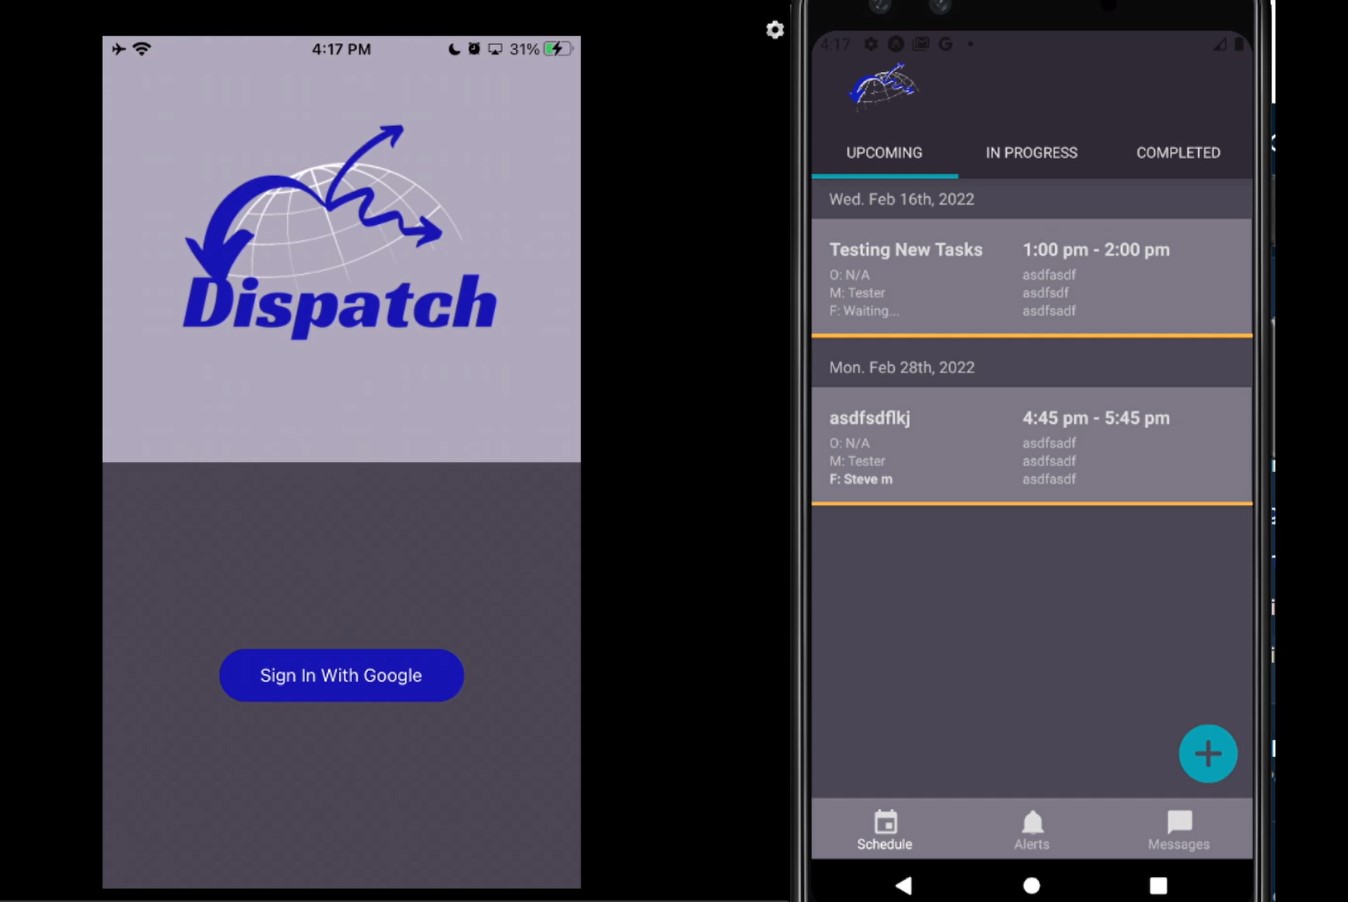 4:17 PM
31%
Dispatch
Sign In With Google
4:17
UPCOMING IN PROGRESS COMPLETED
Wed. Feb 16th, 2022
Testing New Tasks 1:00 pm - 2:00 pm
O: N/A asdfasdf
M: Tester asdfsdf
F: Waiting... asdfsadf
Mon. Feb 28th, 2022
asdfsdflkj 4:45 pm - 5:45 pm
O: N/A asdfsadf
M: Tester asdfsadf
F: Steve m asdfasdf
Schedule Alerts Messages